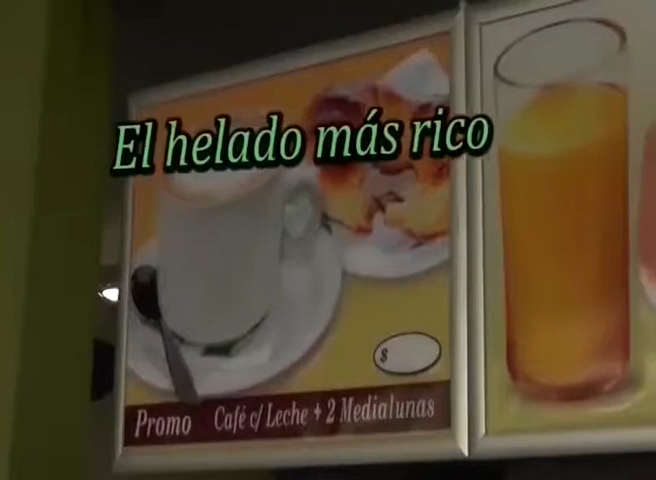 El helado más rico
$
Promo Café c/ Leche + 2 Medialunas